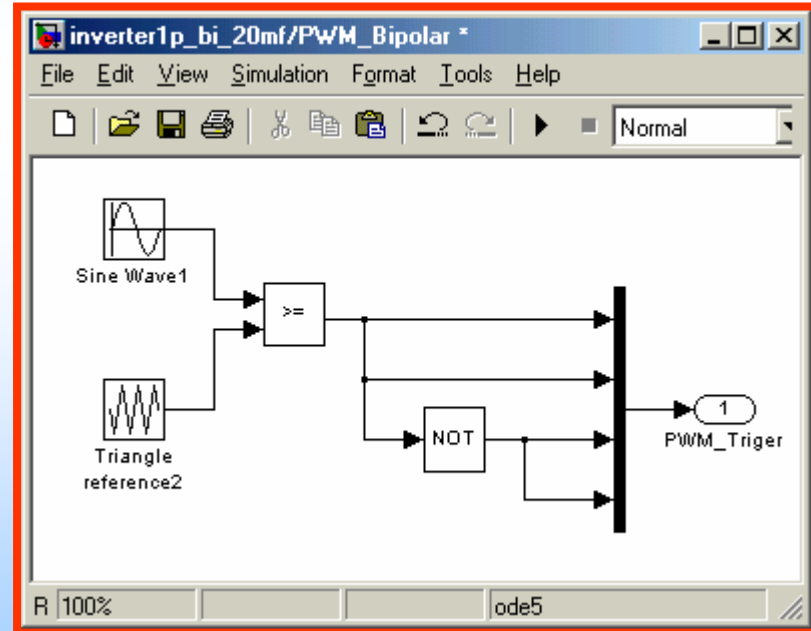 inverter1p_bi_20mf/PWM_Bipolar *
File Edit View Simulation Format Tools Help
Normal
Sine Wave1
>=
Triangle
reference2
NOT
1
PWM_Triger
R 100% ode5